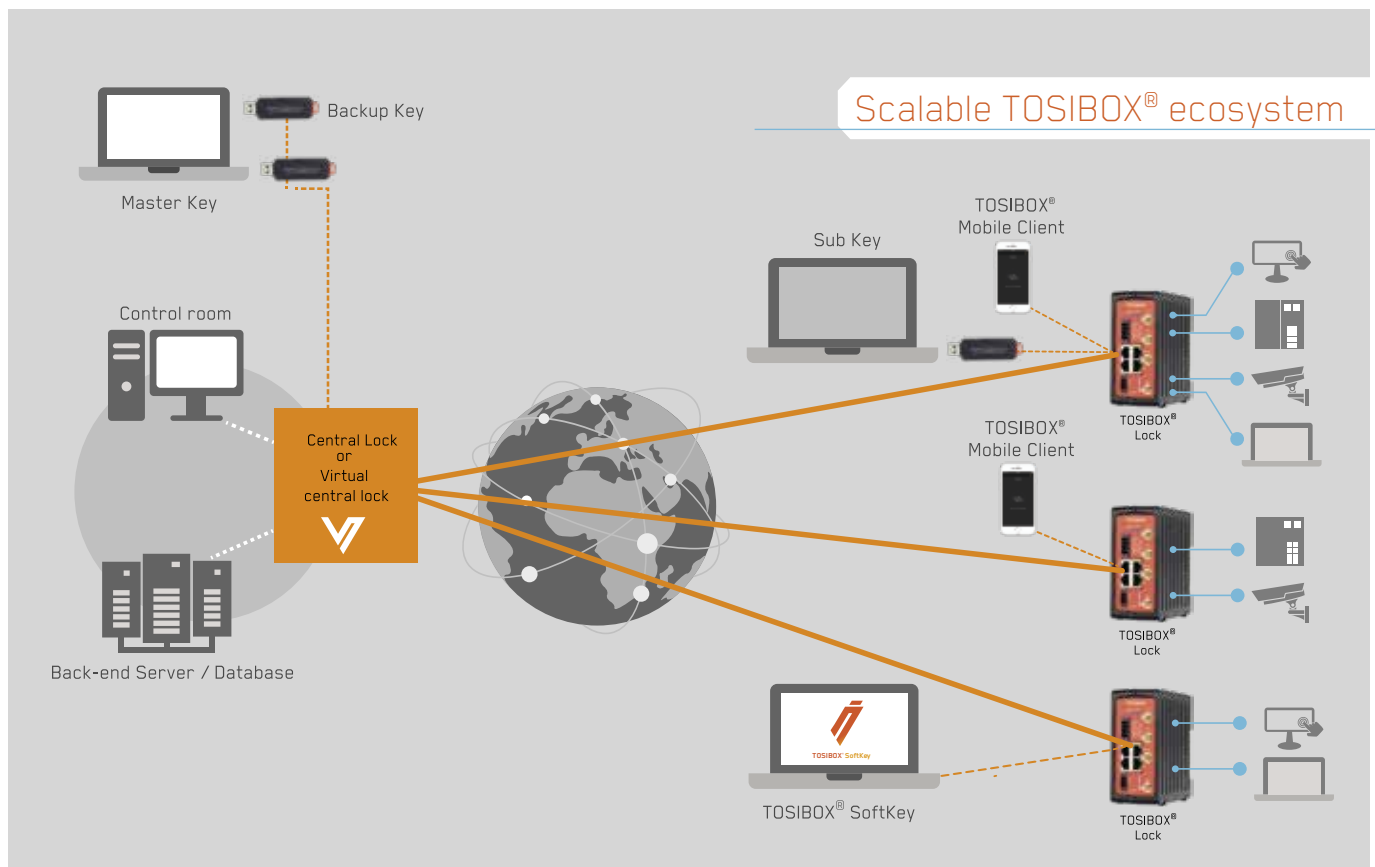 Scalable TOSIBOX® ecosystem
Backup Key
Master Key
Control room
Central Lock
or
Virtual
central lock
Back-end Server / Database
Sub Key
TOSIBOX®
Mobile Client
TOSIBOX®
Lock
TOSIBOX®
Mobile Client
TOSIBOX®
Lock
TOSIBOX® SoftKey
TOSIBOX® SoftKey
TOSIBOX®
Lock